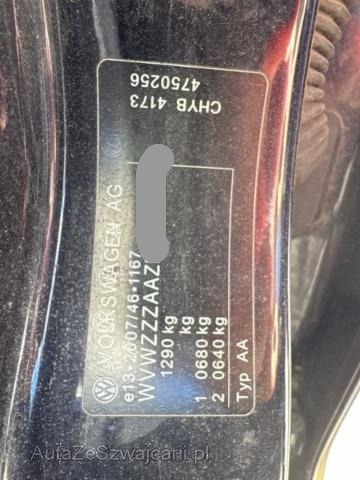 VOLKSWAGEN AG
e13*2007/46*1167
WVWZZZAAZ
1290 kg
kg
1 0680 kg
2 0640 kg
Typ AA
CHYB 4173
4750256
AutaZeSzwajcarii.pl